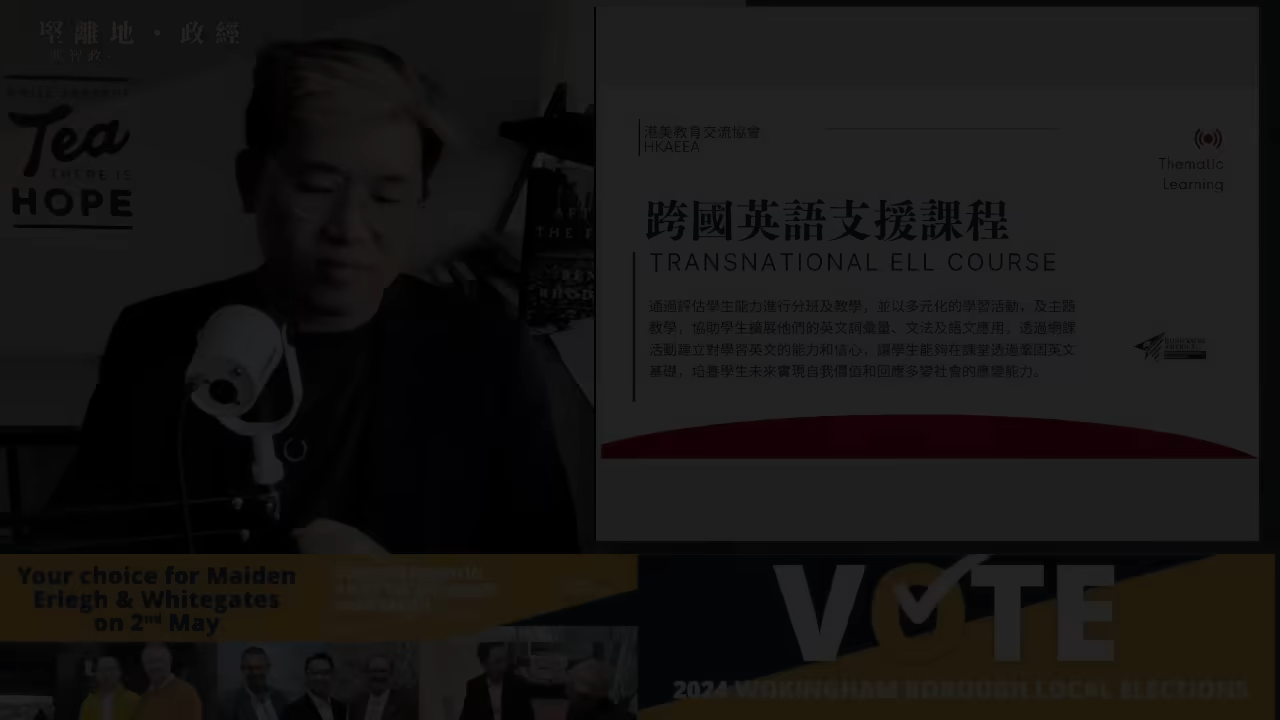 堅離地・政經
Tea
THERE IS
HOPE
港美教育交流協會
HKAEEA
Thematic
Learning
跨國英語支援課程
TRANSNATIONAL ELL COURSE
通過評估學生能力進行分班及教學，並以多元化的學習活動，及主題
教學，協助學生擴展他們的英文詞彙量、文法及語文應用，透過網課
活動建立對學習英文的能力和信心，讓學生能夠在課堂透過鞏固英文
基礎，培養學生未來實現自我價值和回應多變社會的應變能力。
Your choice for Maiden
Erlegh & Whitegates
on 2nd May
VOTE
2024 WOKINGHAM BOROUGH LOCAL ELECTIONS